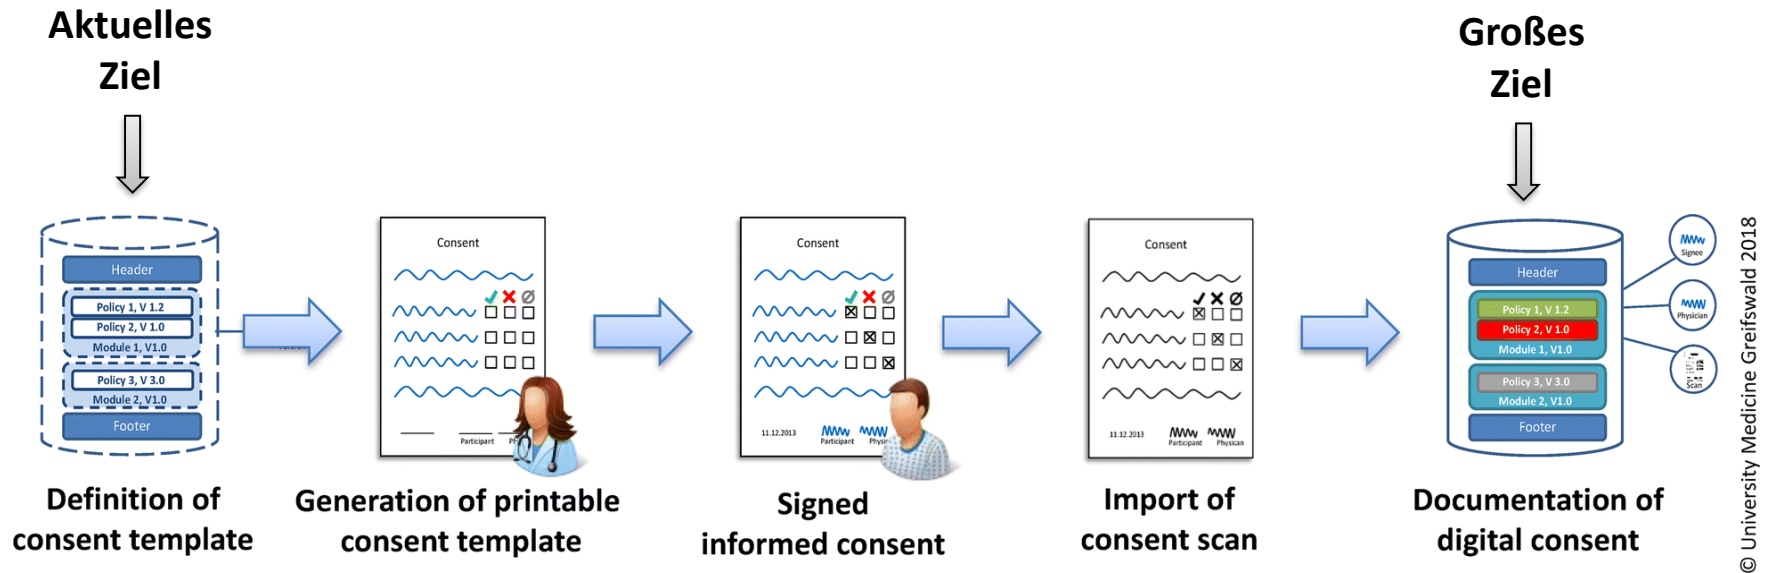 Aktuelles
Ziel
Großes
Ziel
Header
Policy 1, V 1.2
Policy 2, V 1.0
Module 1, V1.0
Policy 3, V 3.0
Module 2, V1.0
Footer
Consent
Participant
Consent
11.12.2013
Participant
Consent
11.12.2013
Participant
Physican
Header
Policy 1, V 1.2
Policy 2, V 1.0
Module 1, V1.0
Policy 3, V 3.0
Module 2, V1.0
Footer
Signee
Physician
Scan
Definition of
consent template
Generation of printable
consent template
Signed
informed consent
Import of
consent scan
Documentation of
digital consent
© University Medicine Greifswald 2018